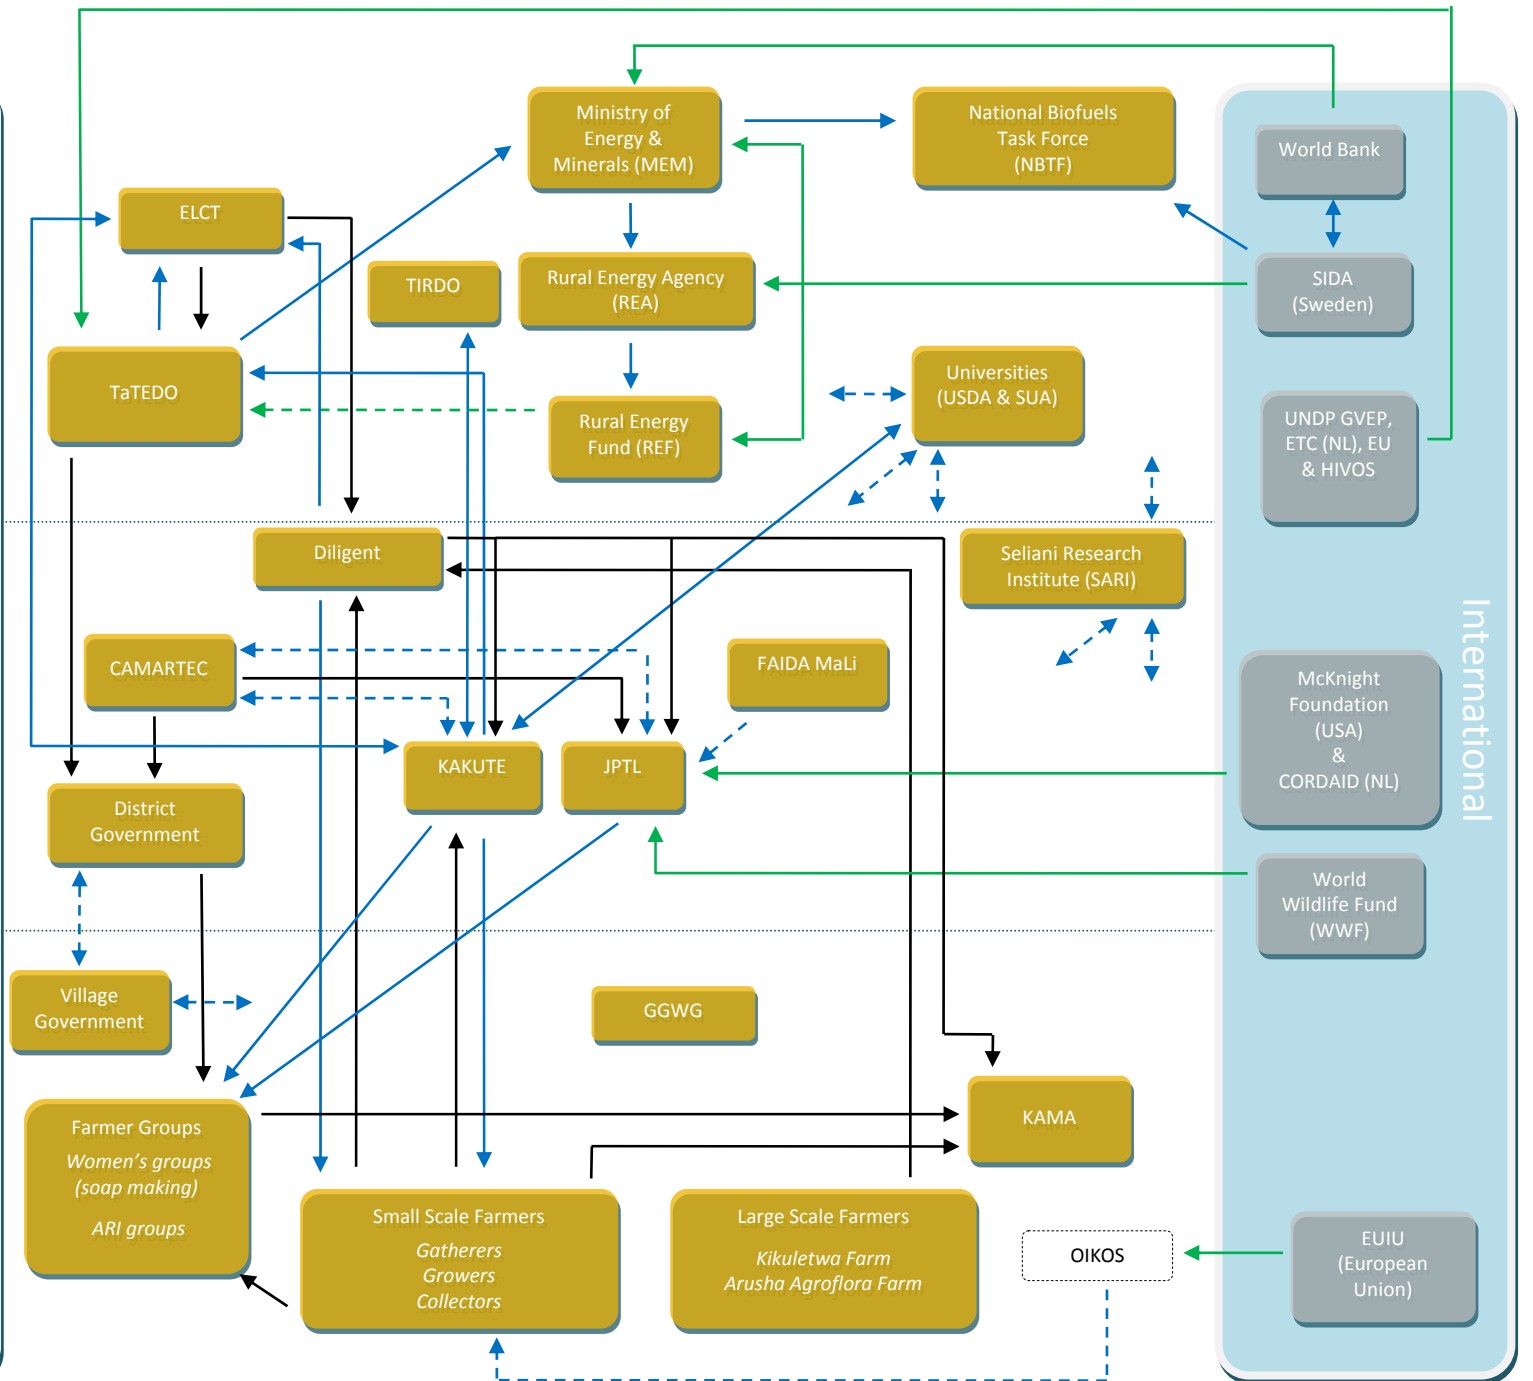 Ministry of
Energy &
Minerals (MEM)
National Biofuels
Task Force
(NBTF)
World Bank
ELCT
TIRDO
Rural Energy Agency
(REA)
SIDA
(Sweden)
TaTEDO
Universities
(USDA & SUA)
Rural Energy
Fund (REF)
UNDP GVEP,
ETC (NL), EU
& HIVOS
Diligent
Seliani Research
Institute (SARI)
International
CAMARTEC
FAIDA MaLi
McKnight
Foundation
(USA)
&
CORDAID (NL)
KAKUTE
JPTL
District
Government
World
Wildlife Fund
(WWF)
Village
Government
GGWG
KAMA
Farmer Groups
Women's groups
(soap making)
ARI groups
Small Scale Farmers
Gatherers
Growers
Collectors
Large Scale Farmers
Kikuletwa Farm
Arusha Agroflora Farm
OIKOS
EUIU
(European
Union)